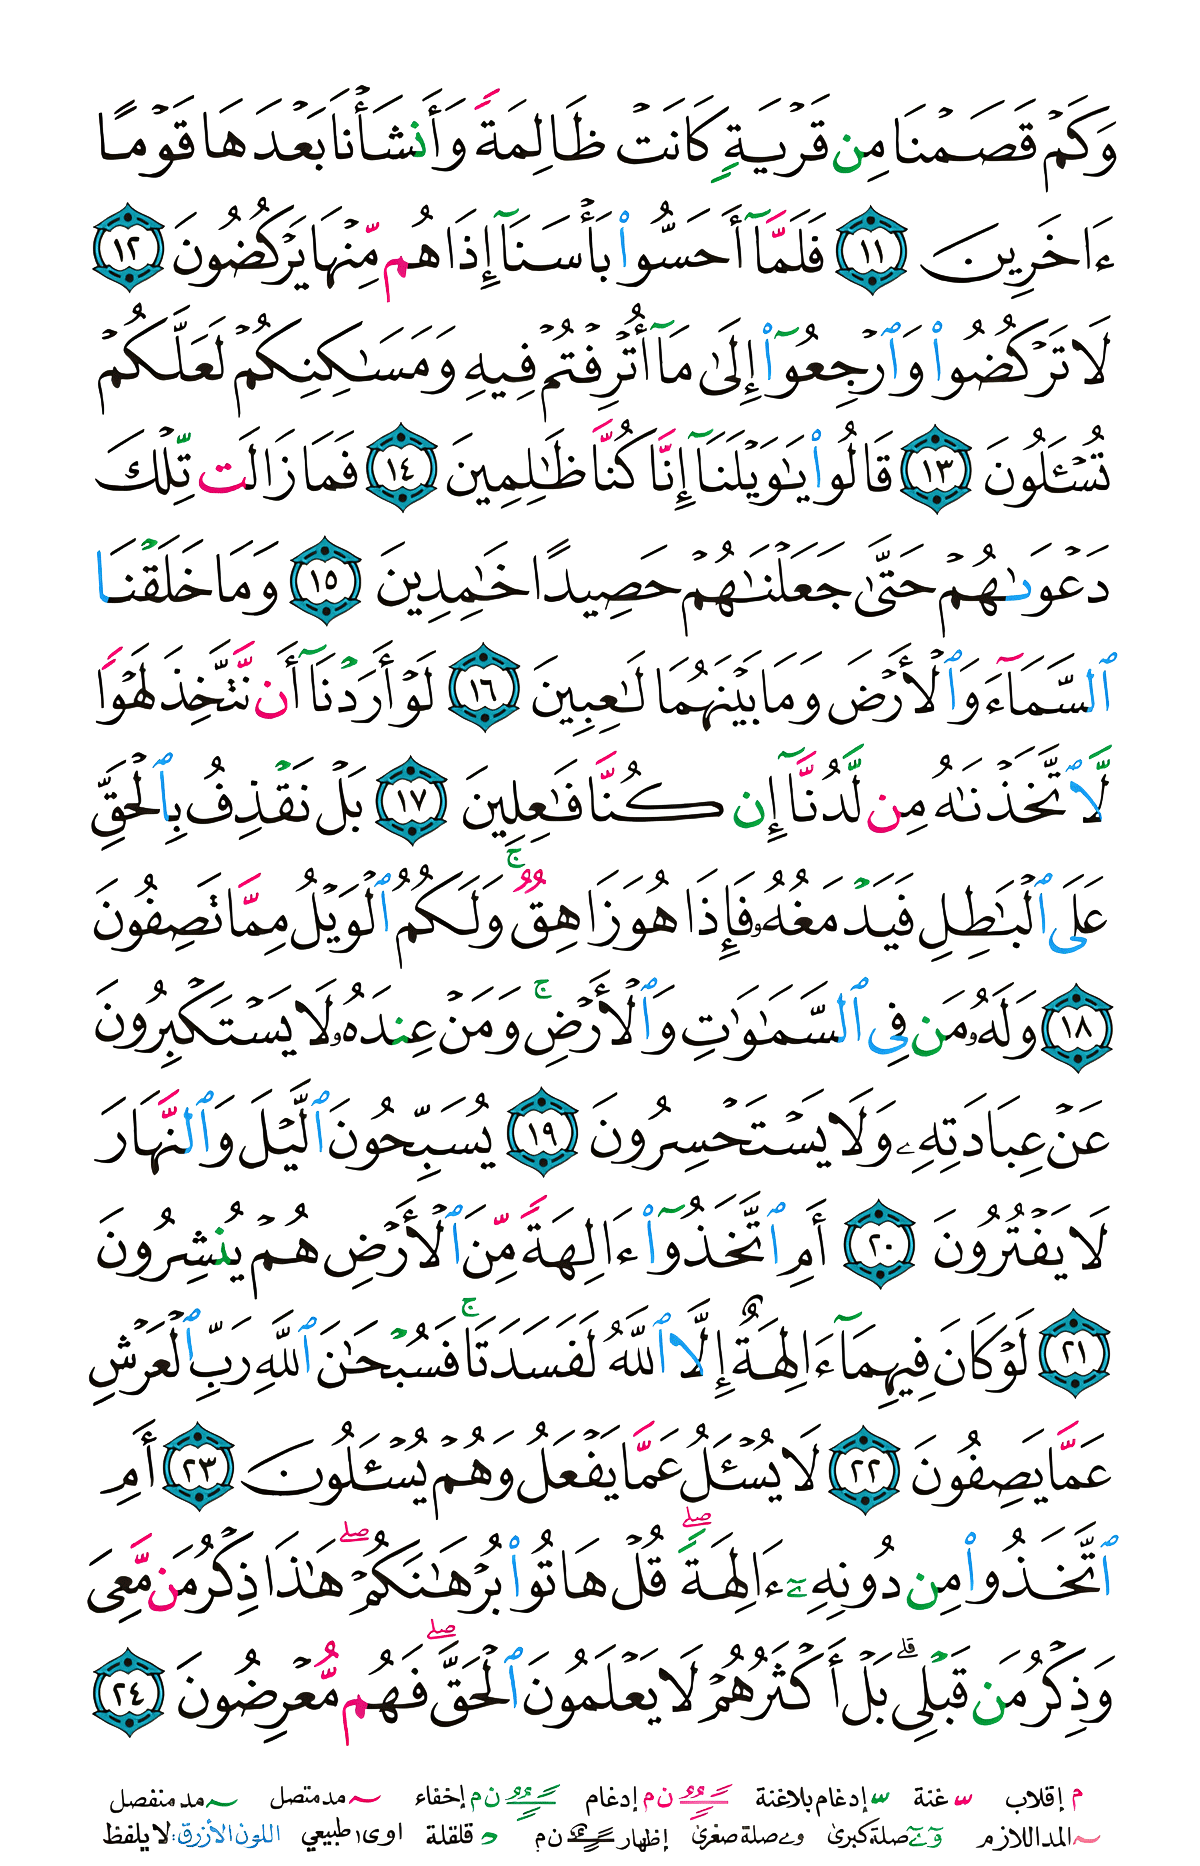 وَكَمْ قَصَمْنَا مِن قَرْيَةٍ كَانَتْ ظَالِمَةً وَأَنشَأْنَا بَعْدَهَا قَوْمًا
ءَاخَرِينَ ١١ فَلَمَّآ أَحَسُّوا۟ بَأْسَنَآ إِذَا هُم مِّنْهَا يَرْكُضُونَ ١٢
لَا تَرْكُضُوا۟ وَٱرْجِعُوٓا۟ إِلَىٰ مَآ أُتْرِفْتُمْ فِيهِ وَمَسَـٰكِنِكُمْ لَعَلَّكُمْ
تُسْـَٔلُونَ ١٣ قَالُوا۟ يَـٰوَيْلَنَآ إِنَّا كُنَّا ظَـٰلِمِينَ ١٤ فَمَا زَالَت تِّلْكَ
دَعْوَىٰهُمْ حَتَّىٰ جَعَلْنَـٰهُمْ حَصِيدًا خَـٰمِدِينَ ١٥ وَمَا خَلَقْنَا
ٱلسَّمَآءَ وَٱلْأَرْضَ وَمَا بَيْنَهُمَا لَـٰعِبِينَ ١٦ لَوْ أَرَدْنَآ أَن نَّتَّخِذَ لَهْوًا
لَّٱتَّخَذْنَـٰهُ مِن لَّدُنَّآ إِن كُنَّا فَـٰعِلِينَ ١٧ بَلْ نَقْذِفُ بِٱلْحَقِّ
عَلَى ٱلْبَـٰطِلِ فَيَدْمَغُهُۥ فَإِذَا هُوَ زَاهِقٌ ۚ وَلَكُمُ ٱلْوَيْلُ مِمَّا تَصِفُونَ
١٨ وَلَهُۥ مَن فِى ٱلسَّمَـٰوَٰتِ وَٱلْأَرْضِ ۚ وَمَنْ عِندَهُۥ لَا يَسْتَكْبِرُونَ
عَنْ عِبَادَتِهِۦ وَلَا يَسْتَحْسِرُونَ ١٩ يُسَبِّحُونَ ٱلَّيْلَ وَٱلنَّهَارَ
لَا يَفْتُرُونَ ٢٠ أَمِ ٱتَّخَذُوٓا۟ ءَالِهَةً مِّنَ ٱلْأَرْضِ هُمْ يُنشِرُونَ
٢١ لَوْ كَانَ فِيهِمَآ ءَالِهَةٌ إِلَّا ٱللَّهُ لَفَسَدَتَا ۚ فَسُبْحَـٰنَ ٱللَّهِ رَبِّ ٱلْعَرْشِ
عَمَّا يَصِفُونَ ٢٢ لَا يُسْـَٔلُ عَمَّا يَفْعَلُ وَهُمْ يُسْـَٔلُونَ ٢٣ أَمِ
ٱتَّخَذُوا۟ مِن دُونِهِۦٓ ءَالِهَةً ۖ قُلْ هَاتُوا۟ بُرْهَـٰنَكُمْ ۖ هَـٰذَا ذِكْرُ مَن مَّعِىَ
وَذِكْرُ مَن قَبْلِى ۗ بَلْ أَكْثَرُهُمْ لَا يَعْلَمُونَ ٱلْحَقَّ ۖ فَهُم مُّعْرِضُونَ ٢٤
م إقلاب ّ غنة ّ إدغام بلاغنة ن م إدغام ن م إخفاء ~ مد متصل ~ مد منفصل
~ المد اللازم و ے صلة كبرى و ے صلة صغرى إظهار ن م قلقلة اوى، طبيعي اللون الأزرق: لا يلفظ